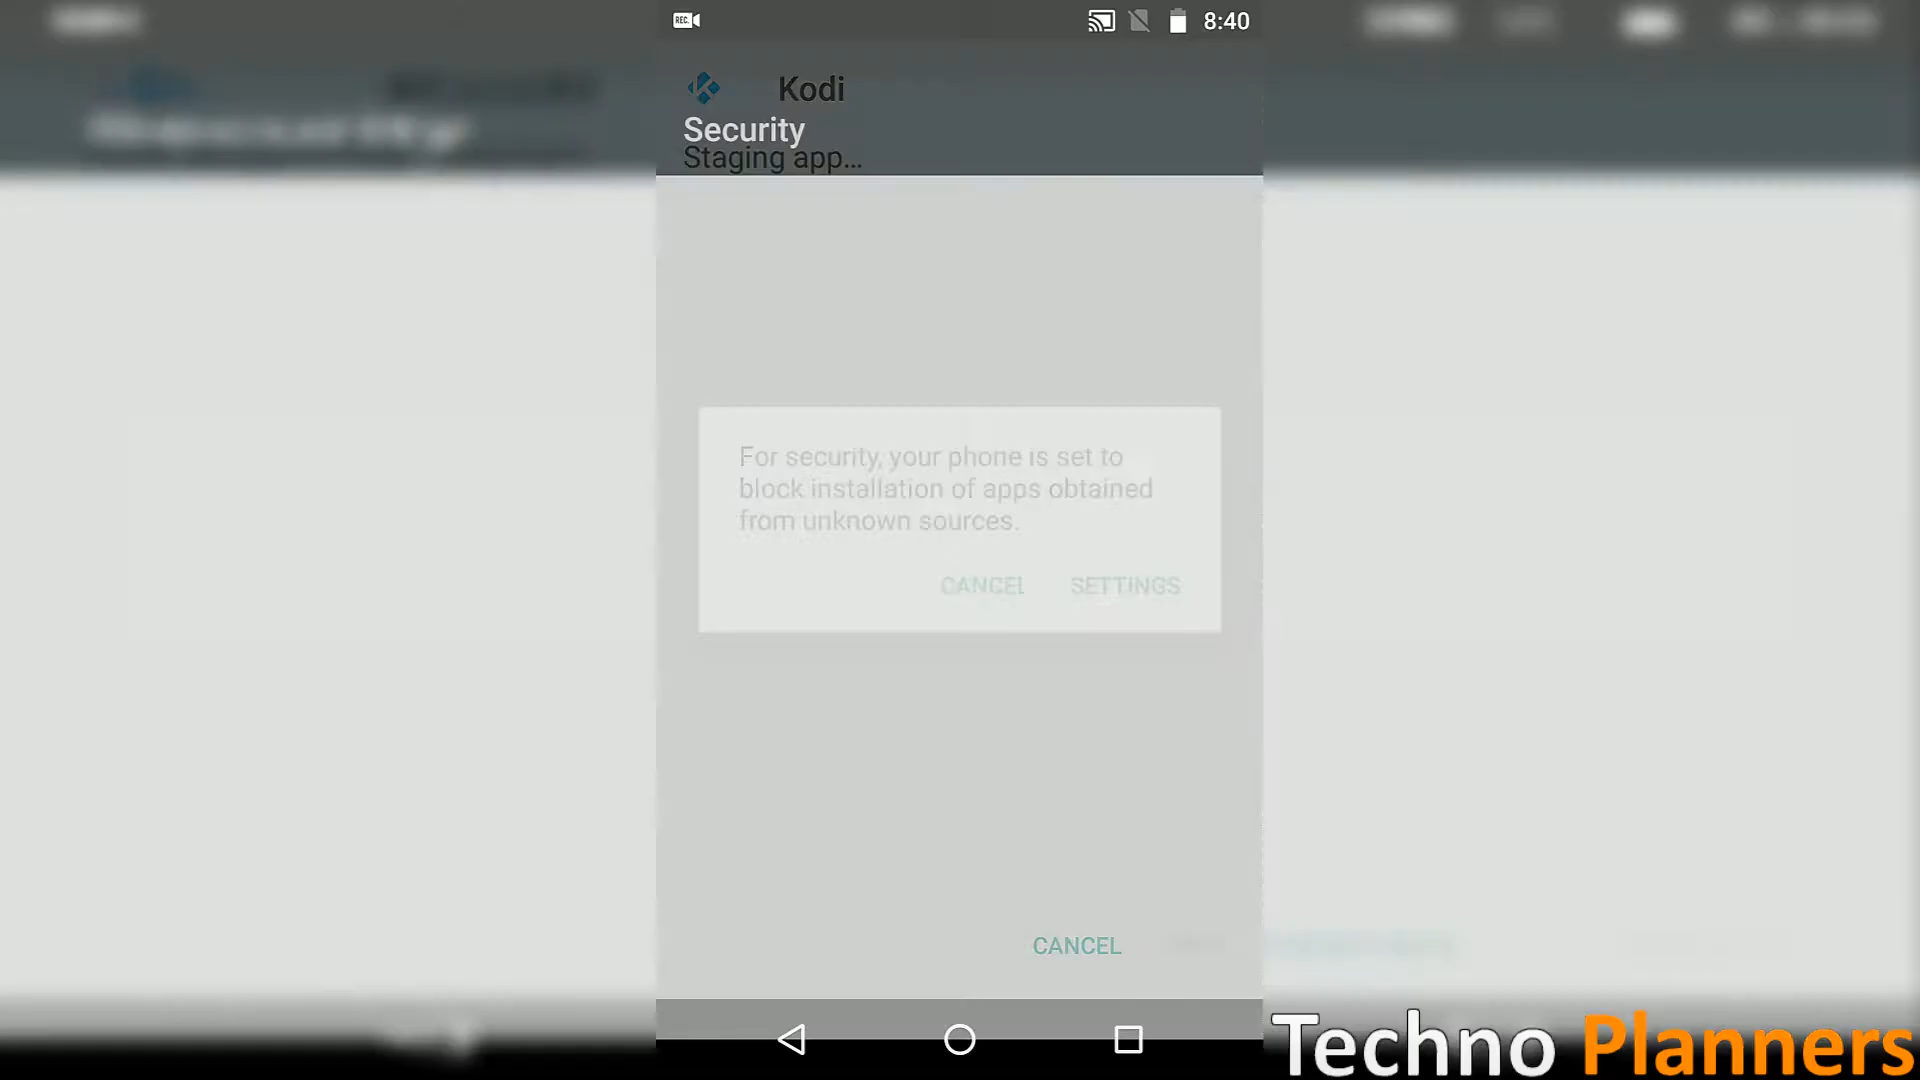 REC
8:40
Kodi
Security
Staging app...
For security, your phone is set to
block installation of apps obtained
from unknown sources.
CANCEL SETTINGS
CANCEL
Techno Planners